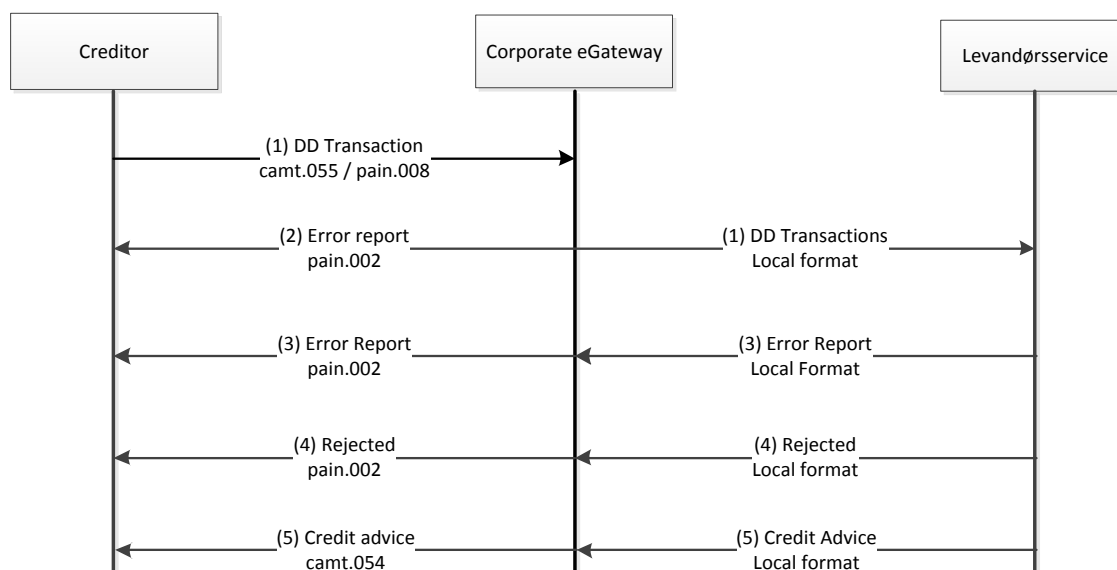 Creditor
Corporate eGateway
Levandørsservice
(1) DD Transaction
camt.055 / pain.008
(2) Error report
pain.002
(1) DD Transactions
Local format
(3) Error Report
pain.002
(3) Error Report
Local Format
(4) Rejected
pain.002
(4) Rejected
Local format
(5) Credit advice
camt.054
(5) Credit Advice
Local format